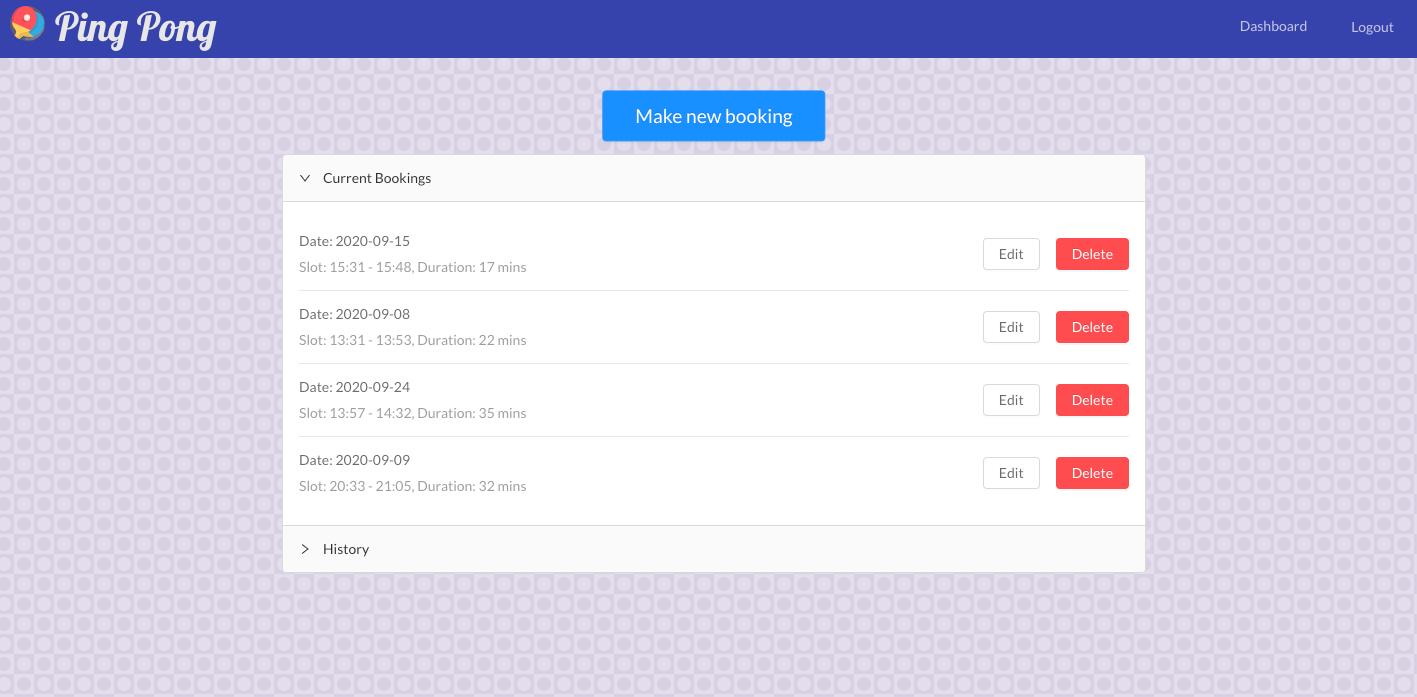 Ping Pong
Dashboard
Logout
Make new booking
Current Bookings
Date: 2020-09-15
Slot: 15:31 - 15:48, Duration: 17 mins
Edit
Delete
Date: 2020-09-08
Slot: 13:31 - 13:53, Duration: 22 mins
Edit
Delete
Date: 2020-09-24
Slot: 13:57 - 14:32, Duration: 35 mins
Edit
Delete
Date: 2020-09-09
Slot: 20:33 - 21:05, Duration: 32 mins
Edit
Delete
History